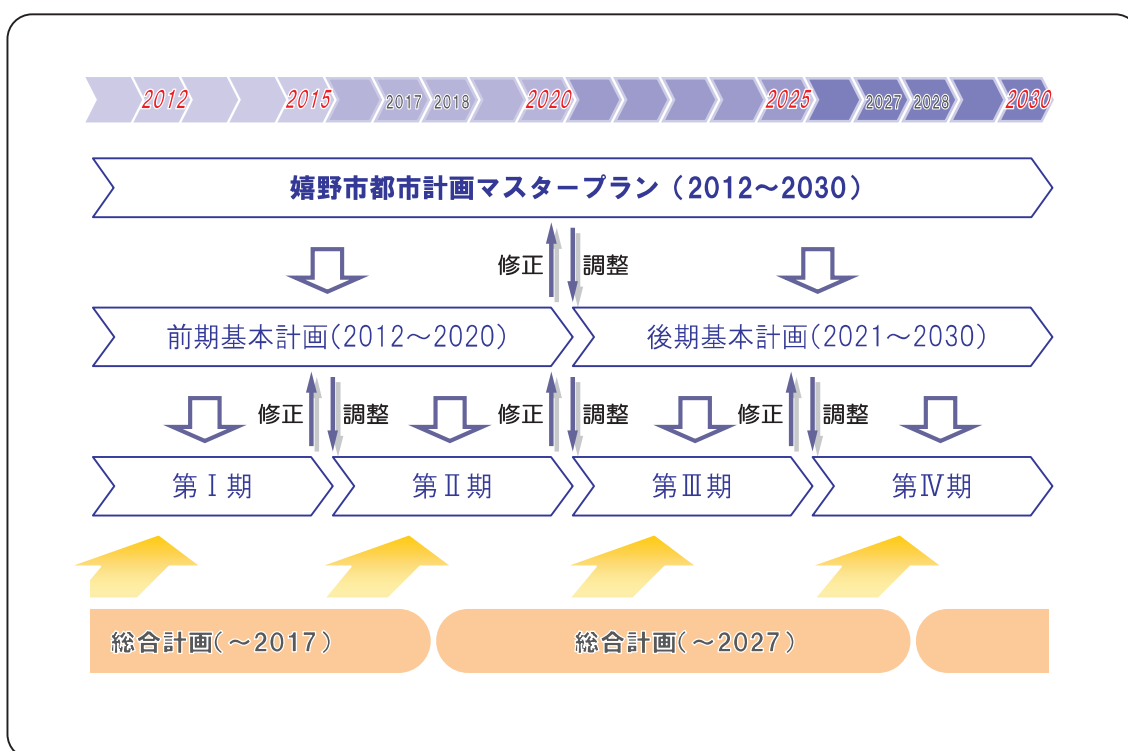 2012 2015 2017 2018 2020 2025 2027 2028 2030
嬉野市都市計画マスタープラン（2012～2030）
修正 調整
前期基本計画(2012～2020) 後期基本計画(2021～2030)
修正 調整 修正 調整 修正 調整
第Ⅰ期 第Ⅱ期 第Ⅲ期 第Ⅳ期
総合計画(～2017) 総合計画(～2027)